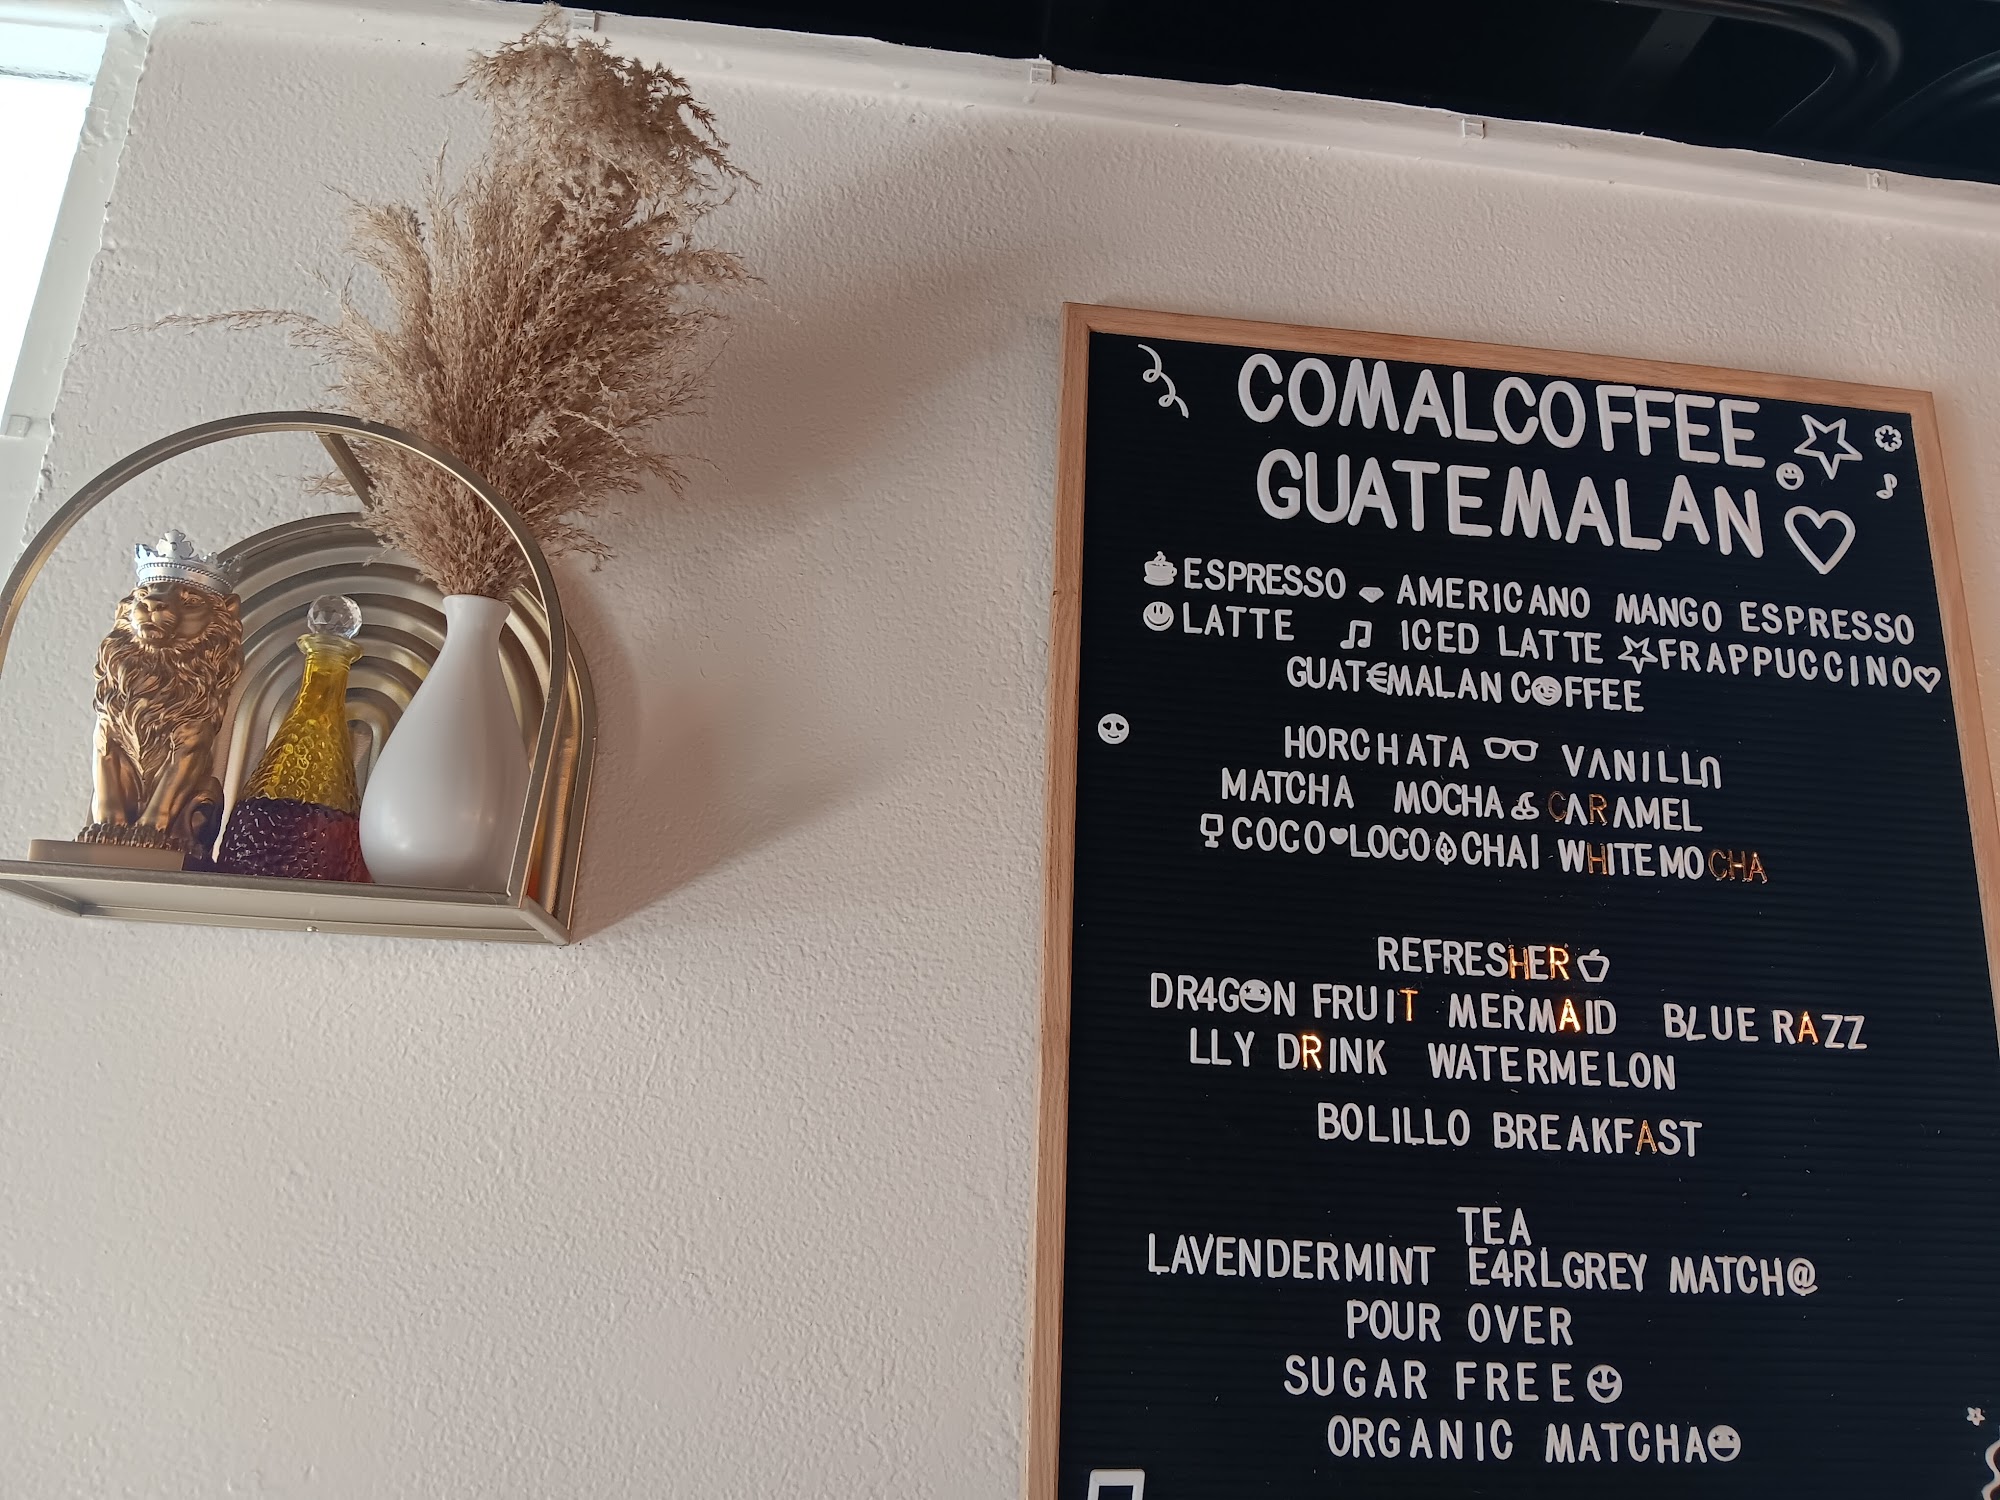 COMALCOFFEE
GUATEMALAN
ESPRESSO AMERICANO MANGO ESPRESSO
LATTE ICED LATTE FRAPPUCCINO
GUAT€MALAN COFFEE
HORCHATA VANILLA
MATCHA MOCHA CARAMEL
COCO LOCO CHAI WHITE MOCHA
REFRESHER
DR4GON FRUIT MERMAID BLUE RAZZ
LLY DRINK WATERMELON
BOLILLO BREAKFAST
TEA
LAVENDERMINT E4RLGREY MATCH@
POUR OVER
SUGAR FREE
ORGANIC MATCHA